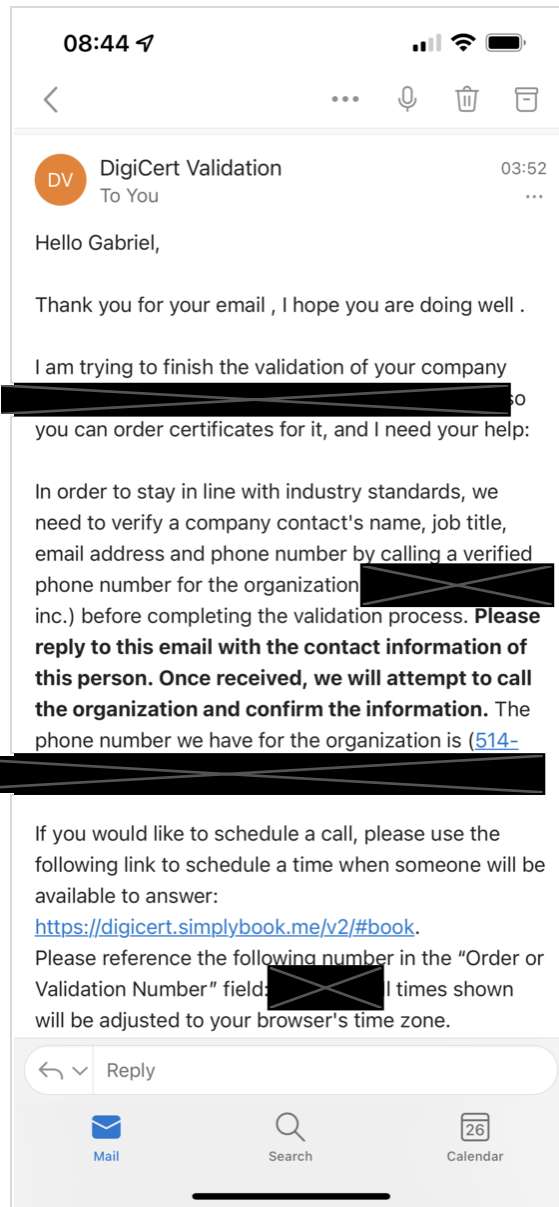 08:44
DV
DigiCert Validation
03:52
To You
Hello Gabriel,
Thank you for your email , I hope you are doing well .
I am trying to finish the validation of your company
so
you can order certificates for it, and I need your help:
In order to stay in line with industry standards, we
need to verify a company contact's name, job title,
email address and phone number by calling a verified
phone number for the organization
inc.) before completing the validation process. Please
reply to this email with the contact information of
this person. Once received, we will attempt to call
the organization and confirm the information. The
phone number we have for the organization is (514-
If you would like to schedule a call, please use the
following link to schedule a time when someone will be
available to answer:
https://digicert.simplybook.me/v2/#book.
Please reference the following number in the “Order or
Validation Number” field: times shown
will be adjusted to your browser's time zone.
Reply
Mail
Search
26
Calendar